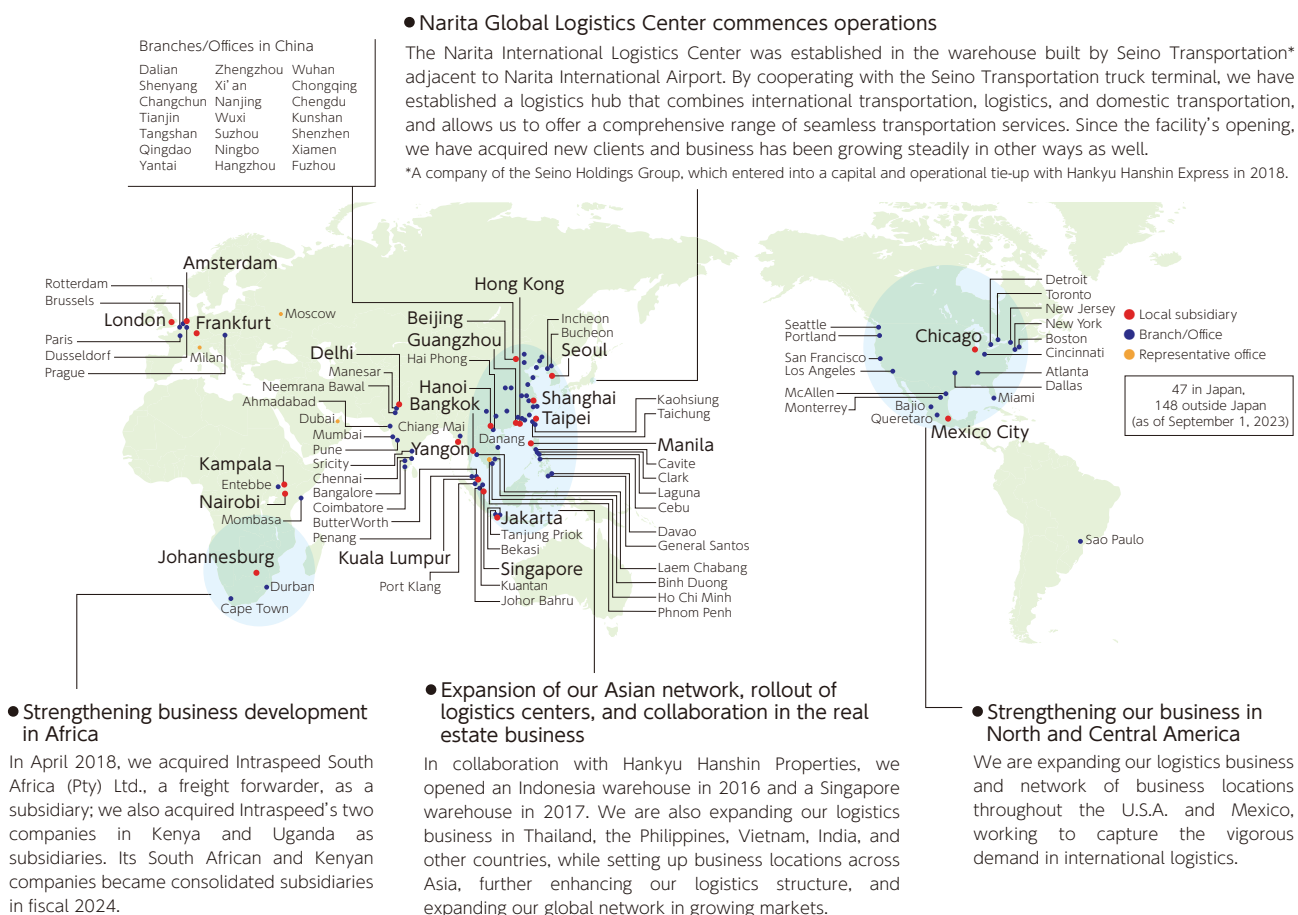 ● Narita Global Logistics Center commences operations
The Narita International Logistics Center was established in the warehouse built by Seino Transportation*
adjacent to Narita International Airport. By cooperating with the Seino Transportation truck terminal, we have
established a logistics hub that combines international transportation, logistics, and domestic transportation,
and allows us to offer a comprehensive range of seamless transportation services. Since the facility's opening,
we have acquired new clients and business has been growing steadily in other ways as well.
*A company of the Seino Holdings Group, which entered into a capital and operational tie-up with Hankyu Hanshin Express in 2018.
Branches/Offices in China
Dalian Zhengzhou Wuhan
Shenyang Xi'an Chongqing
Changchun Nanjing Chengdu
Tianjin Wuxi Kunshan
Tangshan Suzhou Shenzhen
Qingdao Ningbo Xiamen
Yantai Hangzhou Fuzhou
Amsterdam
Rotterdam
Brussels
London
Frankfurt
Paris
Dusseldorf
Milan
Prague
Moscow
Hong Kong
Beijing
Guangzhou
Hai Phong
Incheon
Bucheon
Seoul
Delhi
Manesar
Neemrana Bawal
Ahmadabad
Dubai
Mumbai
Pune
Sricity
Chennai
Bangalore
Coimbatore
ButterWorth
Penang
Hanoi
Bangkok
Chiang Mai
Yangon
Danang
Shanghai
Taipei
Kaohsiung
Taichung
Manila
Cavite
Clark
Laguna
Cebu
Davao
General Santos
Laem Chabang
Binh Duong
Ho Chi Minh
Phnom Penh
Kampala
Entebbe
Nairobi
Mombasa
Johannesburg
Durban
Cape Town
Kuala Lumpur
Port Klang
Jakarta
Tanjung Priok
Bekasi
Singapore
Kuantan
Johor Bahru
Seattle
Portland
San Francisco
Los Angeles
McAllen
Monterrey
Bajio
Queretaro
Mexico City
Chicago
Detroit
Toronto
New Jersey
New York
Boston
Cincinnati
Atlanta
Dallas
Miami
Sao Paulo
● Local subsidiary
● Branch/Office
● Representative office
47 in Japan,
148 outside Japan
(as of September 1, 2023)
● Strengthening business development
in Africa
In April 2018, we acquired Intraspeed South
Africa (Pty) Ltd., a freight forwarder, as a
subsidiary; we also acquired Intraspeed's two
companies in Kenya and Uganda as
subsidiaries. Its South African and Kenyan
companies became consolidated subsidiaries
in fiscal 2024.
● Expansion of our Asian network, rollout of
logistics centers, and collaboration in the real
estate business
In collaboration with Hankyu Hanshin Properties, we
opened an Indonesia warehouse in 2016 and a Singapore
warehouse in 2017. We are also expanding our logistics
business in Thailand, the Philippines, Vietnam, India, and
other countries, while setting up business locations across
Asia, further enhancing our logistics structure, and
expanding our global network in growing markets.
● Strengthening our business in
North and Central America
We are expanding our logistics business
and network of business locations
throughout the U.S.A. and Mexico,
working to capture the vigorous
demand in international logistics.